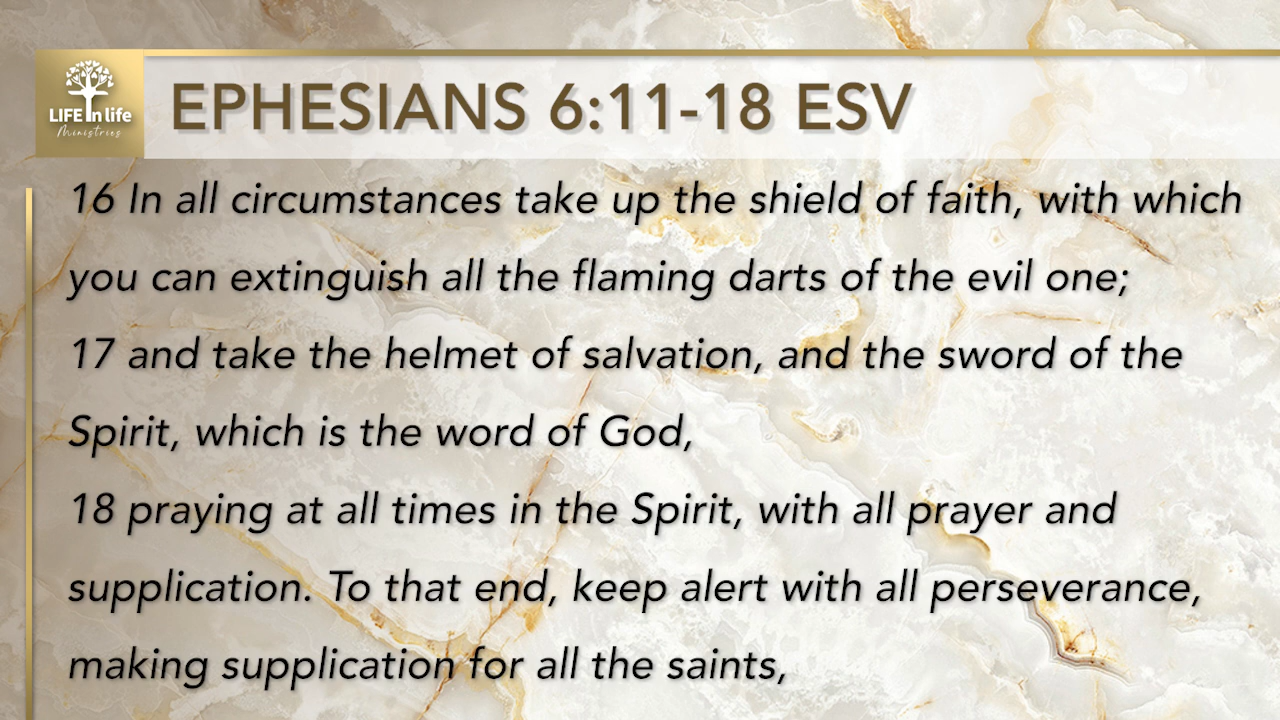 LIFE in life
Ministries
EPHESIANS 6:11-18 ESV
16 In all circumstances take up the shield of faith, with which
you can extinguish all the flaming darts of the evil one;
17 and take the helmet of salvation, and the sword of the
Spirit, which is the word of God,
18 praying at all times in the Spirit, with all prayer and
supplication. To that end, keep alert with all perseverance,
making supplication for all the saints,